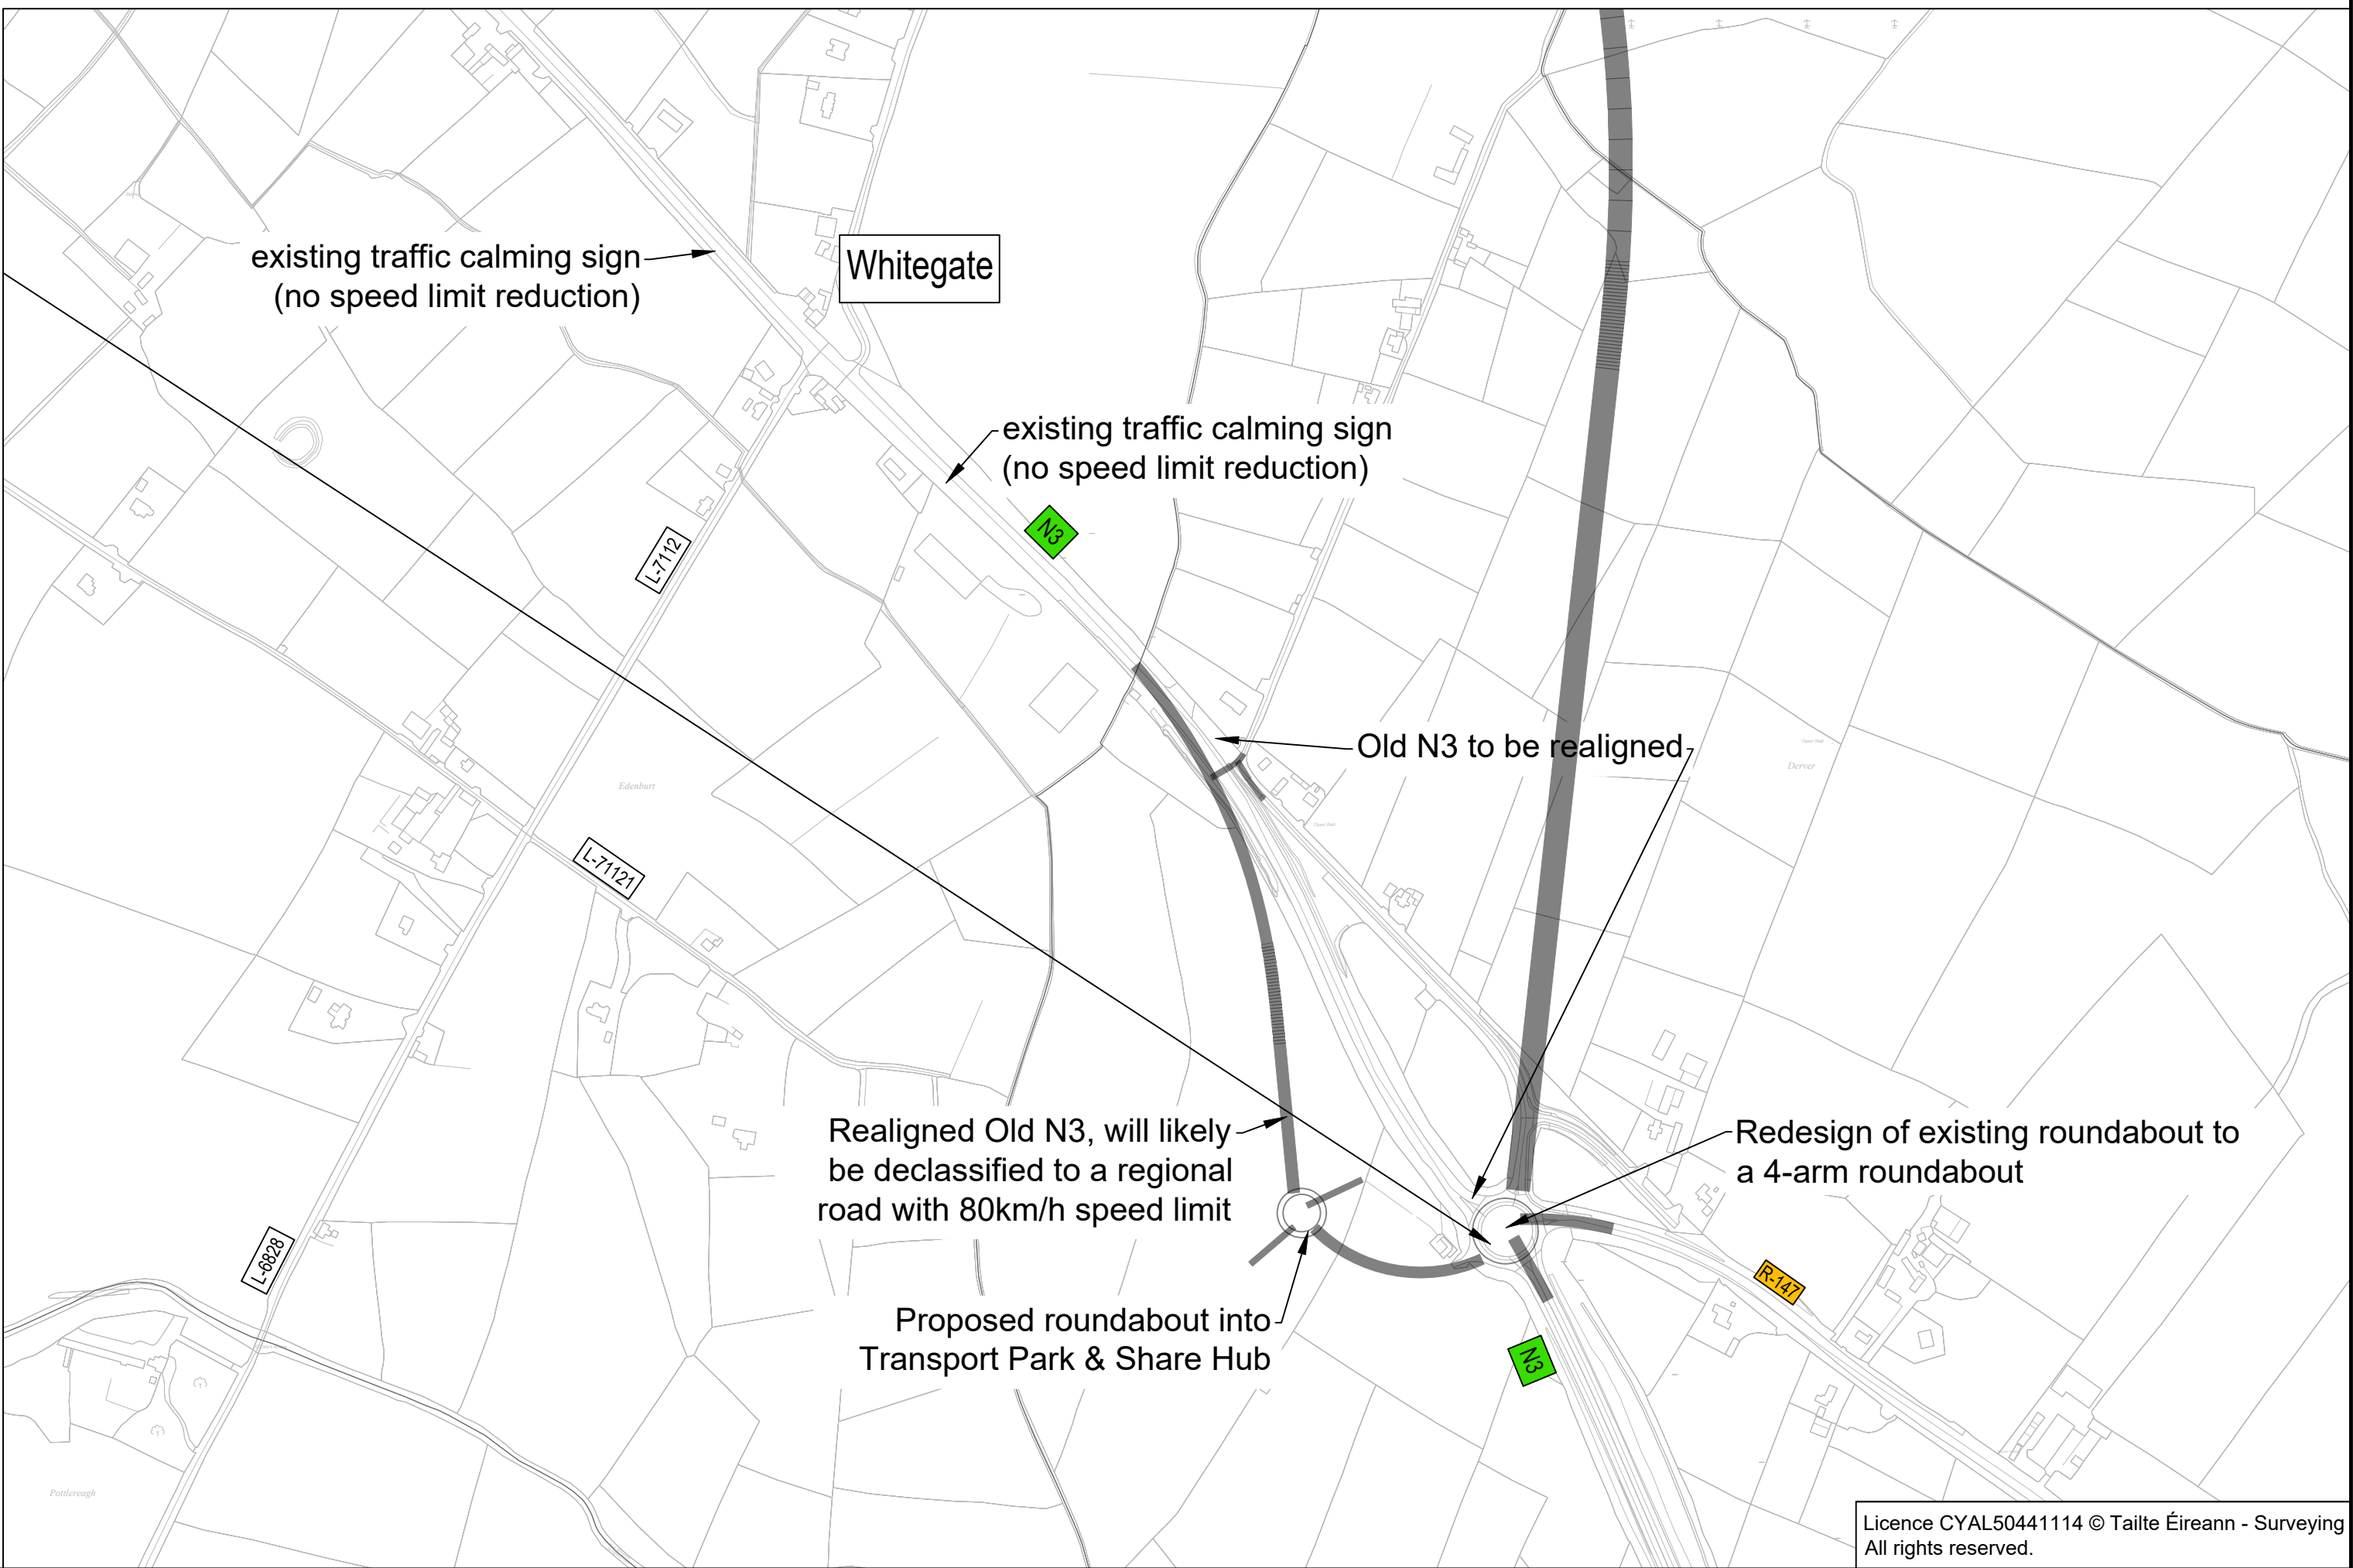 existing traffic calming sign
(no speed limit reduction)
Whitegate
existing traffic calming sign
(no speed limit reduction)
N3
L-7112
Old N3 to be realigned
Derver
Edenburt
L-71121
Realigned Old N3, will likely
be declassified to a regional
road with 80km/h speed limit
Redesign of existing roundabout to
a 4-arm roundabout
L-6828
R-147
Proposed roundabout into
Transport Park & Share Hub
N3
Pottlereagh
Licence CYAL50441114 © Tailte Éireann - Surveying
All rights reserved.